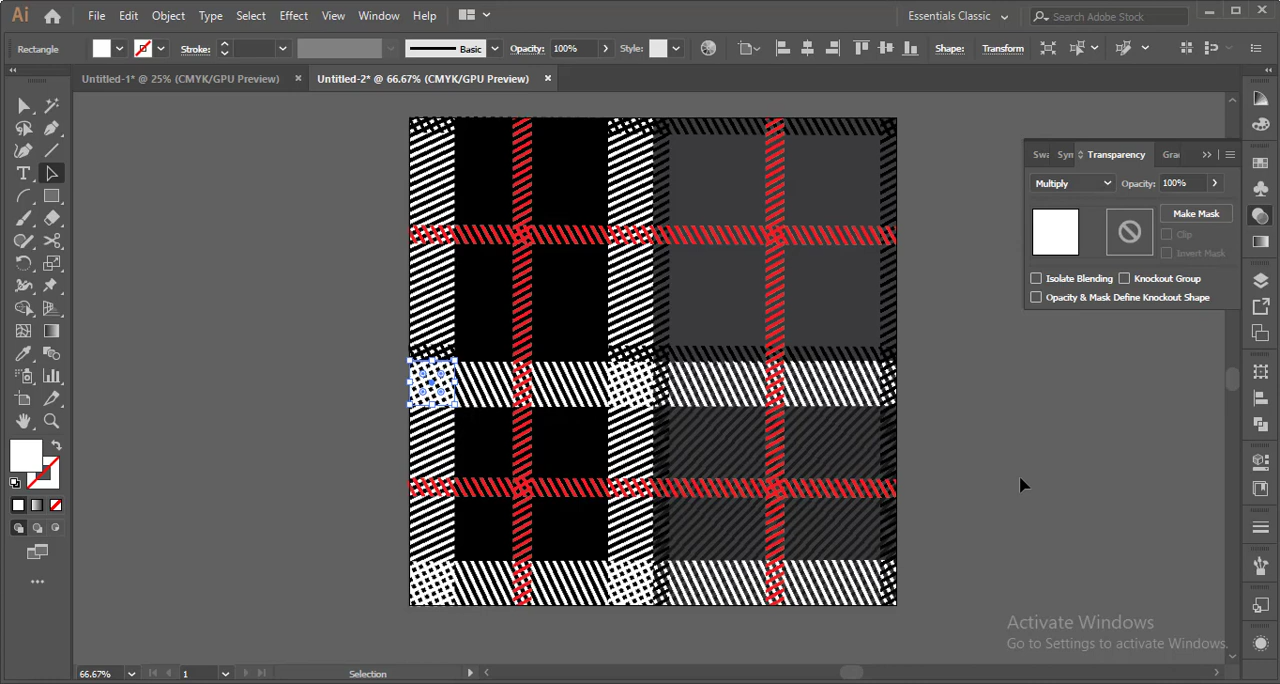 Ai File Edit Object Type Select Effect View Window Help Essentials Classic Search Adobe Stock
Rectangle Stroke: Basic Opacity: 100% Style: Shape: Transform
Untitled-1* @ 25% (CMYK/GPU Preview) × Untitled-2* @ 66.67% (CMYK/GPU Preview) ×
Swa Syn Transparency Gra
Multiply Opacity: 100%
Make Mask
Clip
Invert Mask
Isolate Blending Knockout Group
Opacity & Mask Define Knockout Shape
T
Activate Windows
Go to Settings to activate Windows.
66.67% 1 Selection